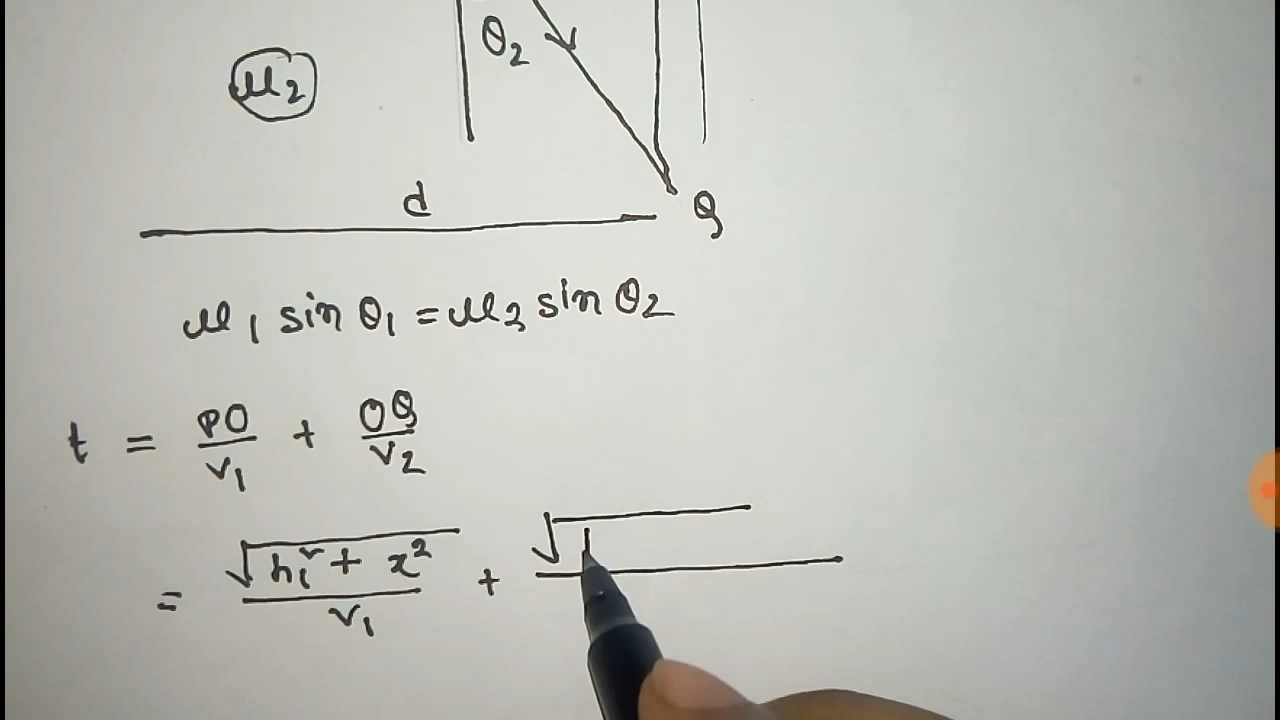 θ₂
μ₂
d
Q
μ₁ sin θ₁ = μ₂ sin θ₂
t = PO/v₁ + OQ/v₂
= √(h₁² + x²)/v₁ + √